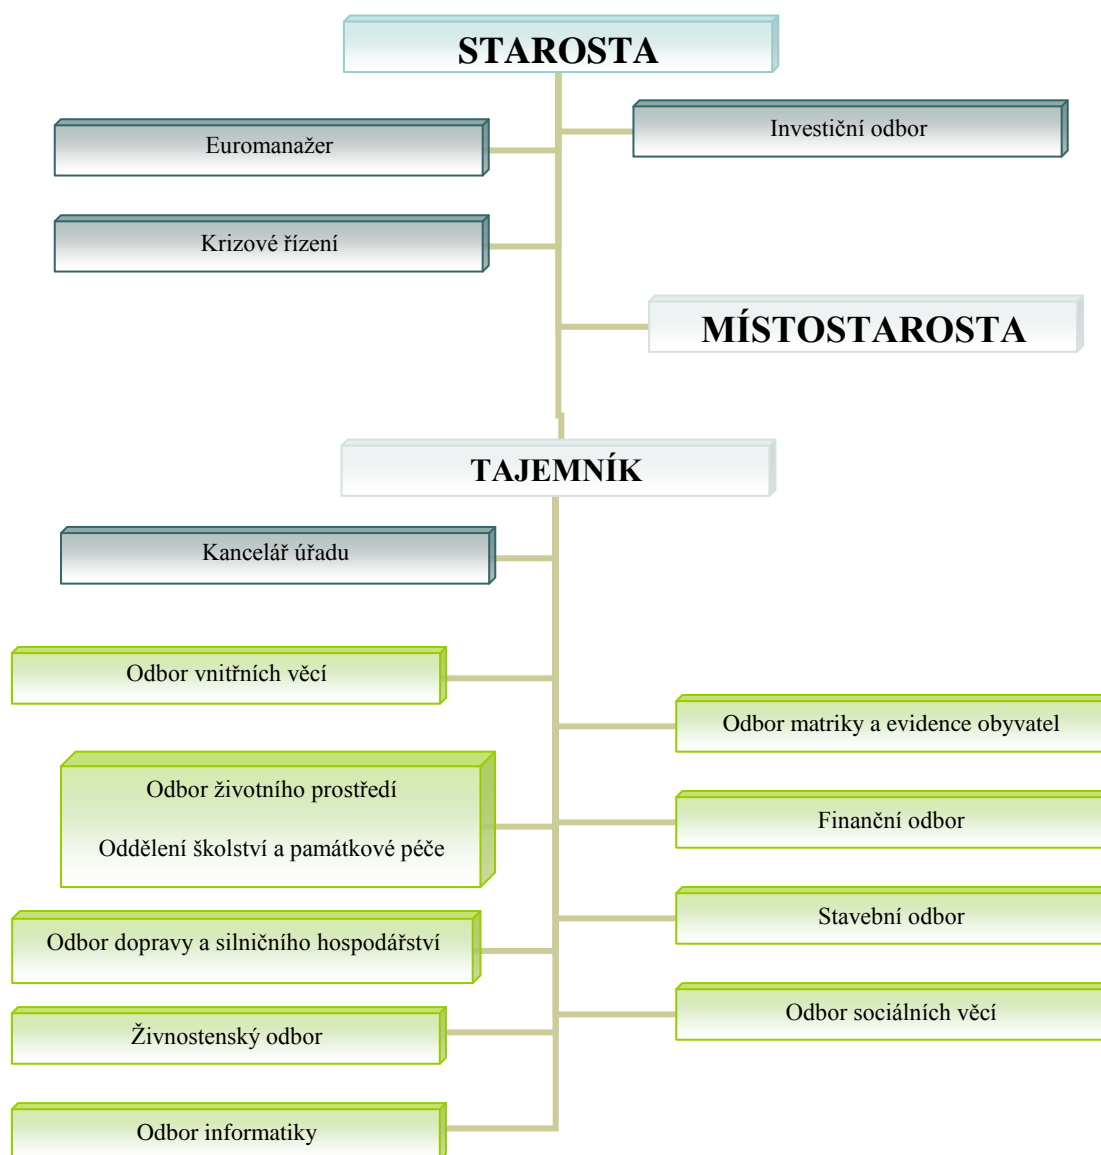 STAROSTA
Euromanažer
Investiční odbor
Krizové řízení
MÍSTOSTAROSTA
TAJEMNÍK
Kancelář úřadu
Odbor vnitřních věcí
Odbor matriky a evidence obyvatel
Odbor životního prostředí
Oddělení školství a památkové péče
Finanční odbor
Stavební odbor
Odbor dopravy a silničního hospodářství
Odbor sociálních věcí
Živnostenský odbor
Odbor informatiky